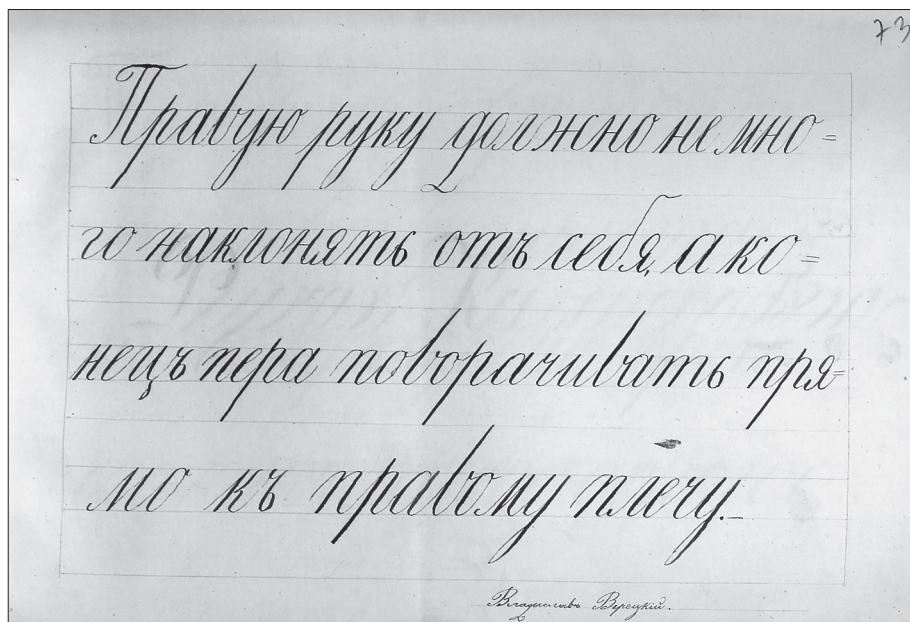 73
Правую руку должно немно=
го наклонять отъ себя, а ко=
нецъ пера поворачивать пря=
мо къ правому плечу.
Владиславъ Верецкій.